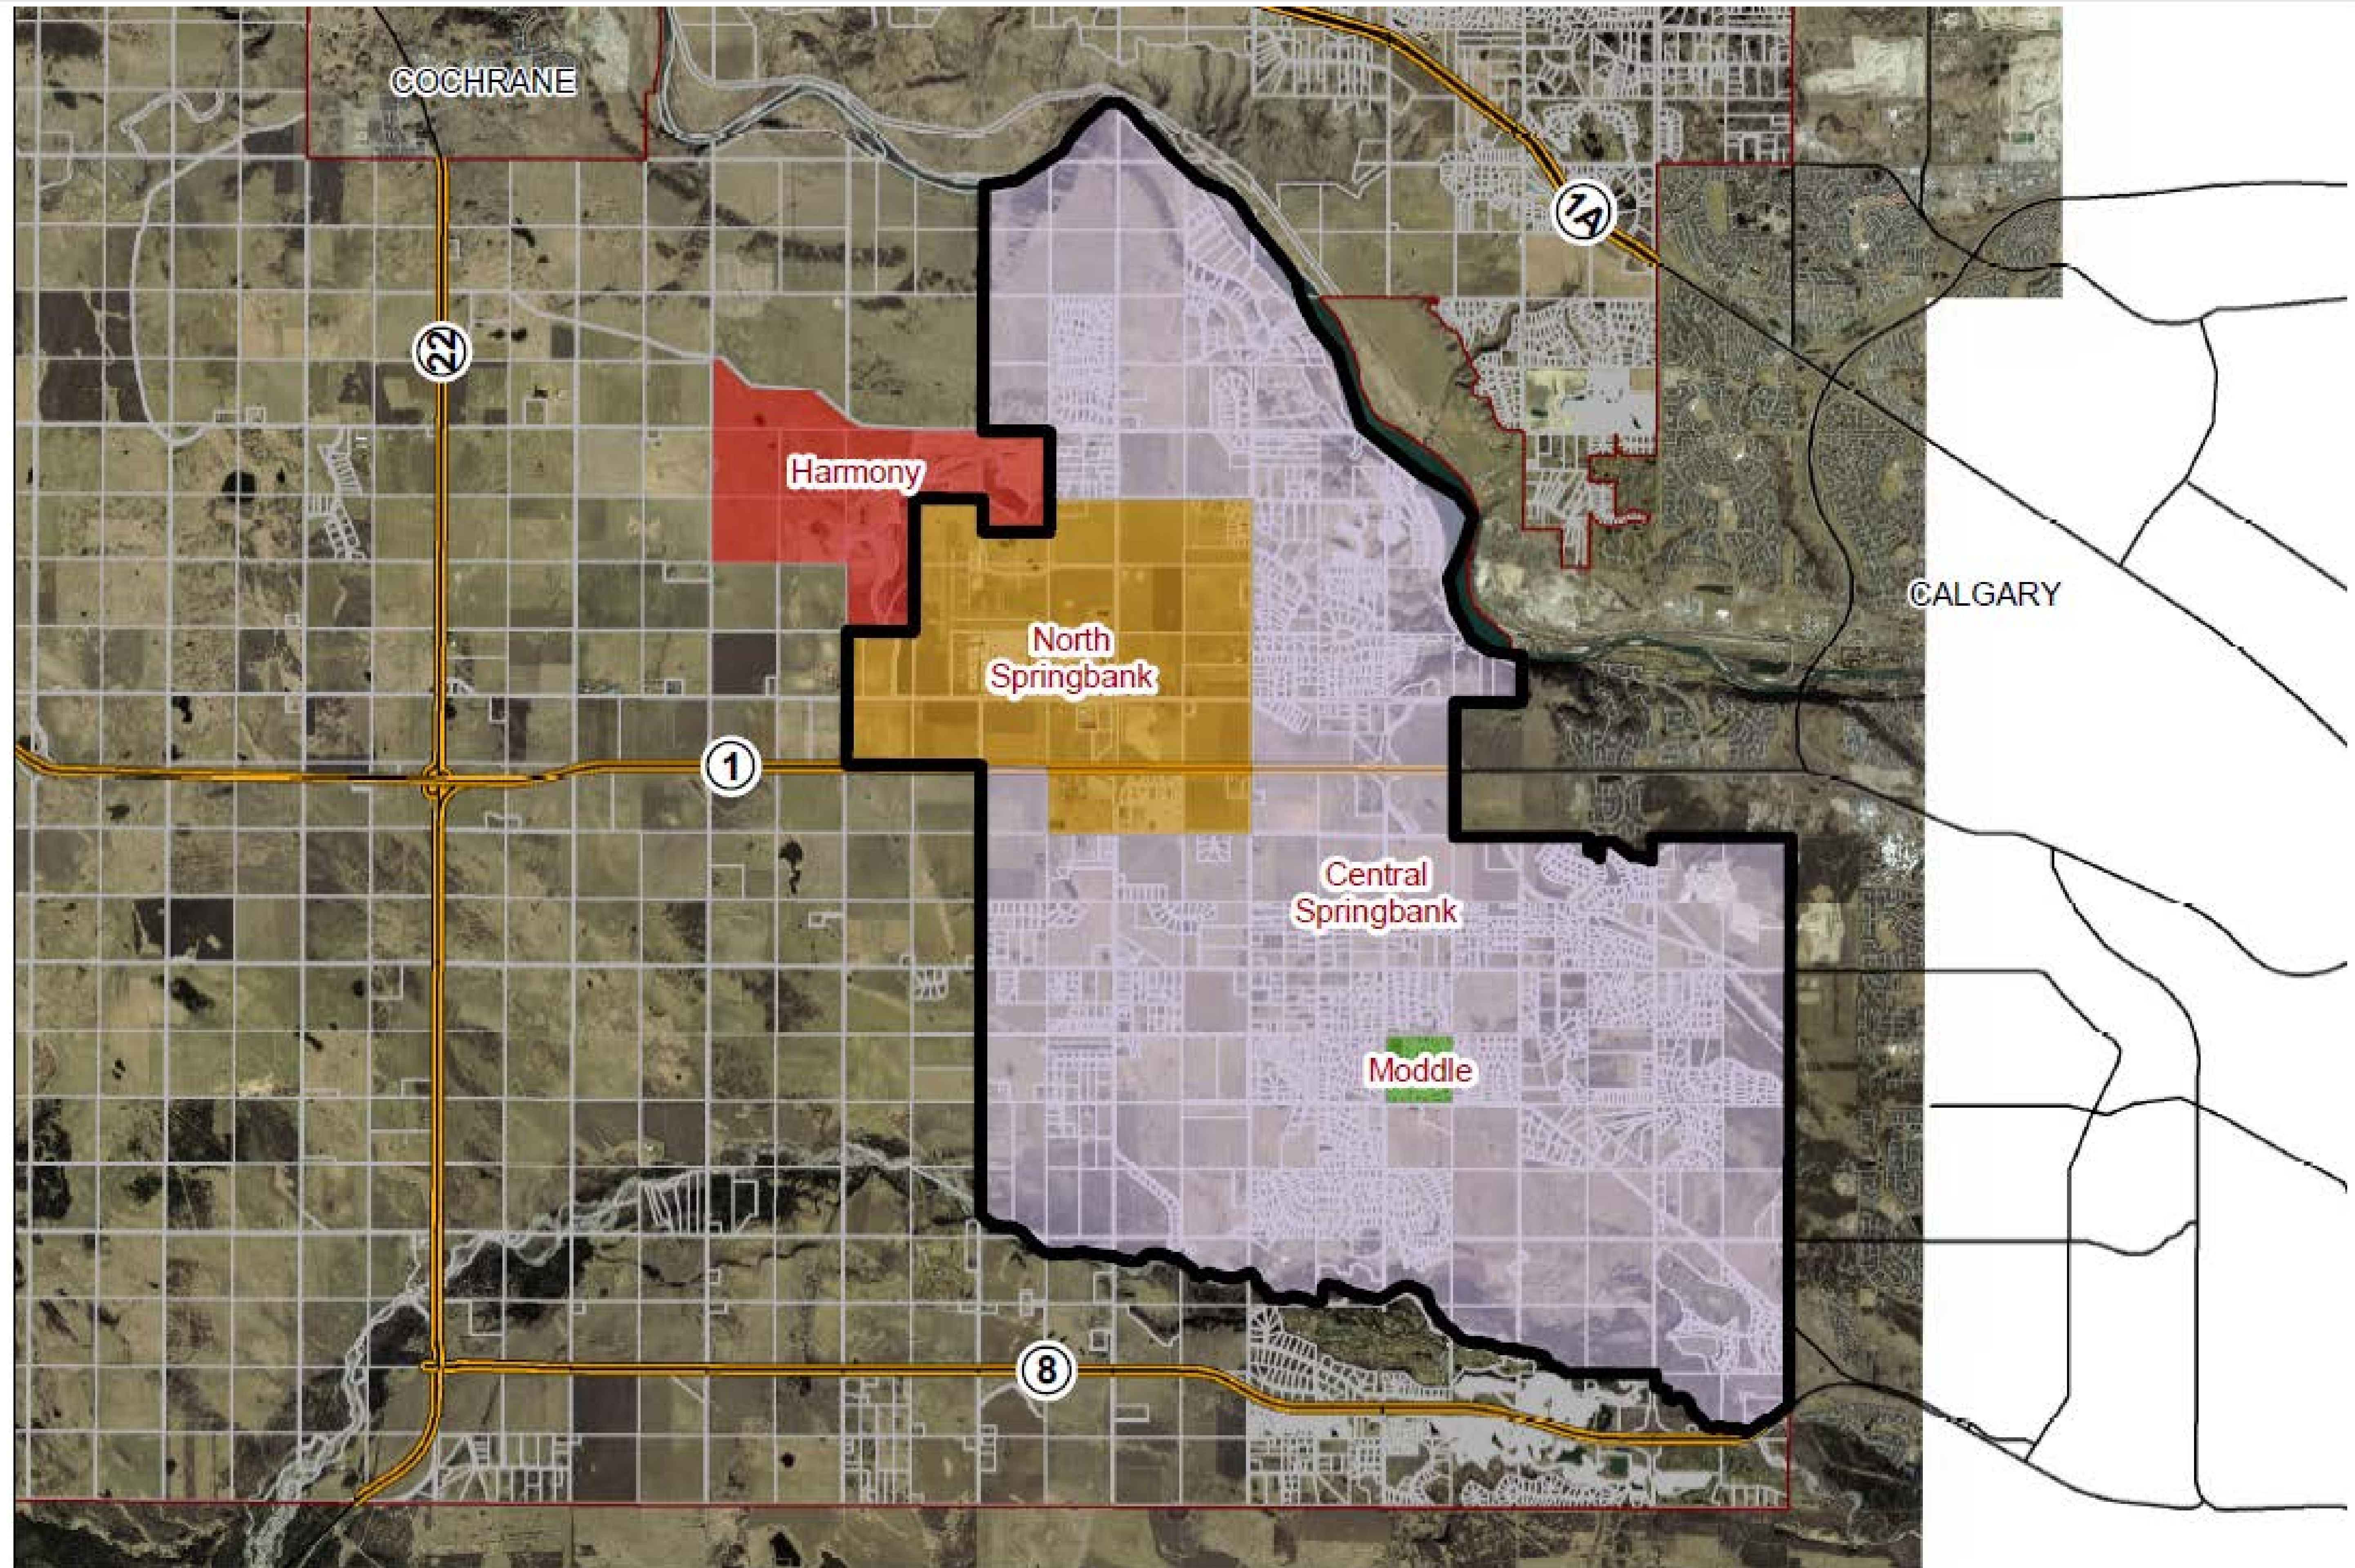 COCHRANE
1A
22
Harmony
CALGARY
North
Springbank
1
Central
Springbank
Moddle
8